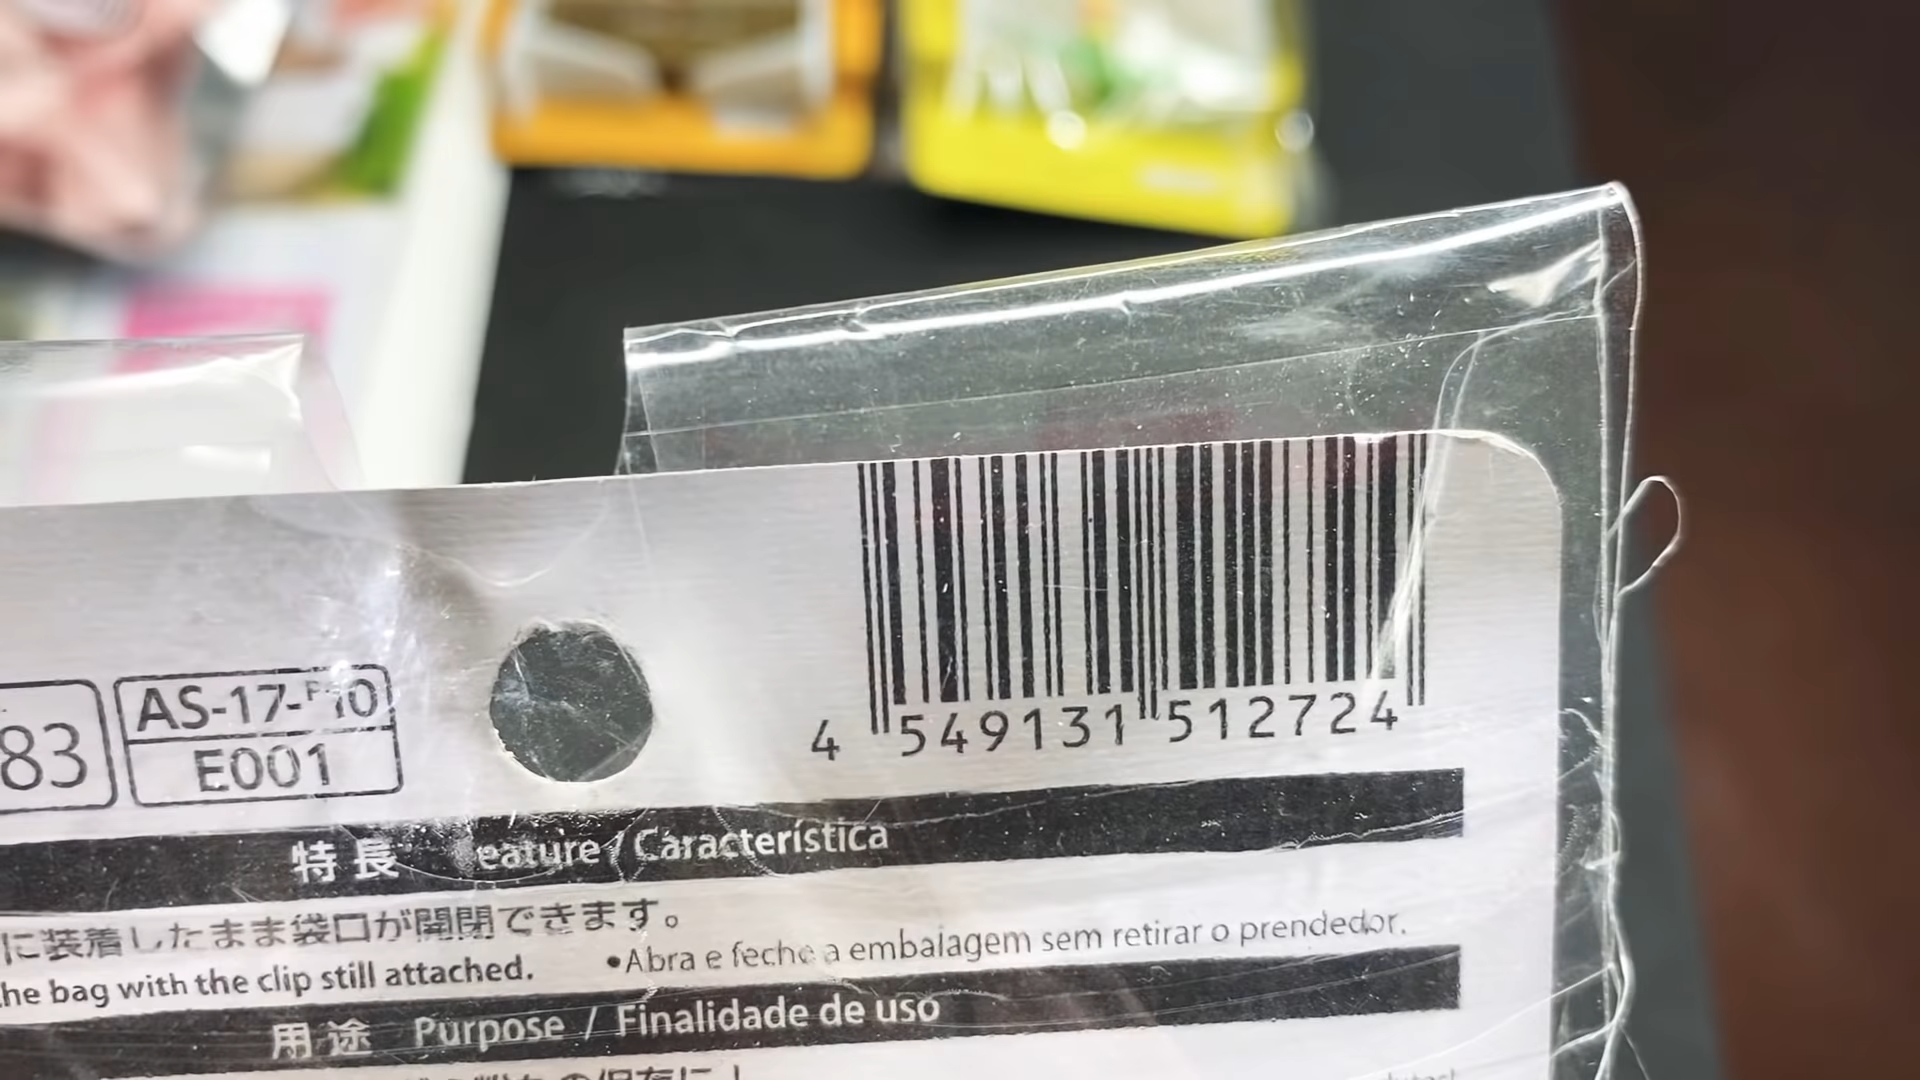 4 549131 512724
83
AS-17-P10
E001
特長 Feature / Característica
に装着したまま袋口が開閉できます。
he bag with the clip still attached.
•Abra e feche a embalagem sem retirar o prendedor.
用途 Purpose / Finalidade de uso